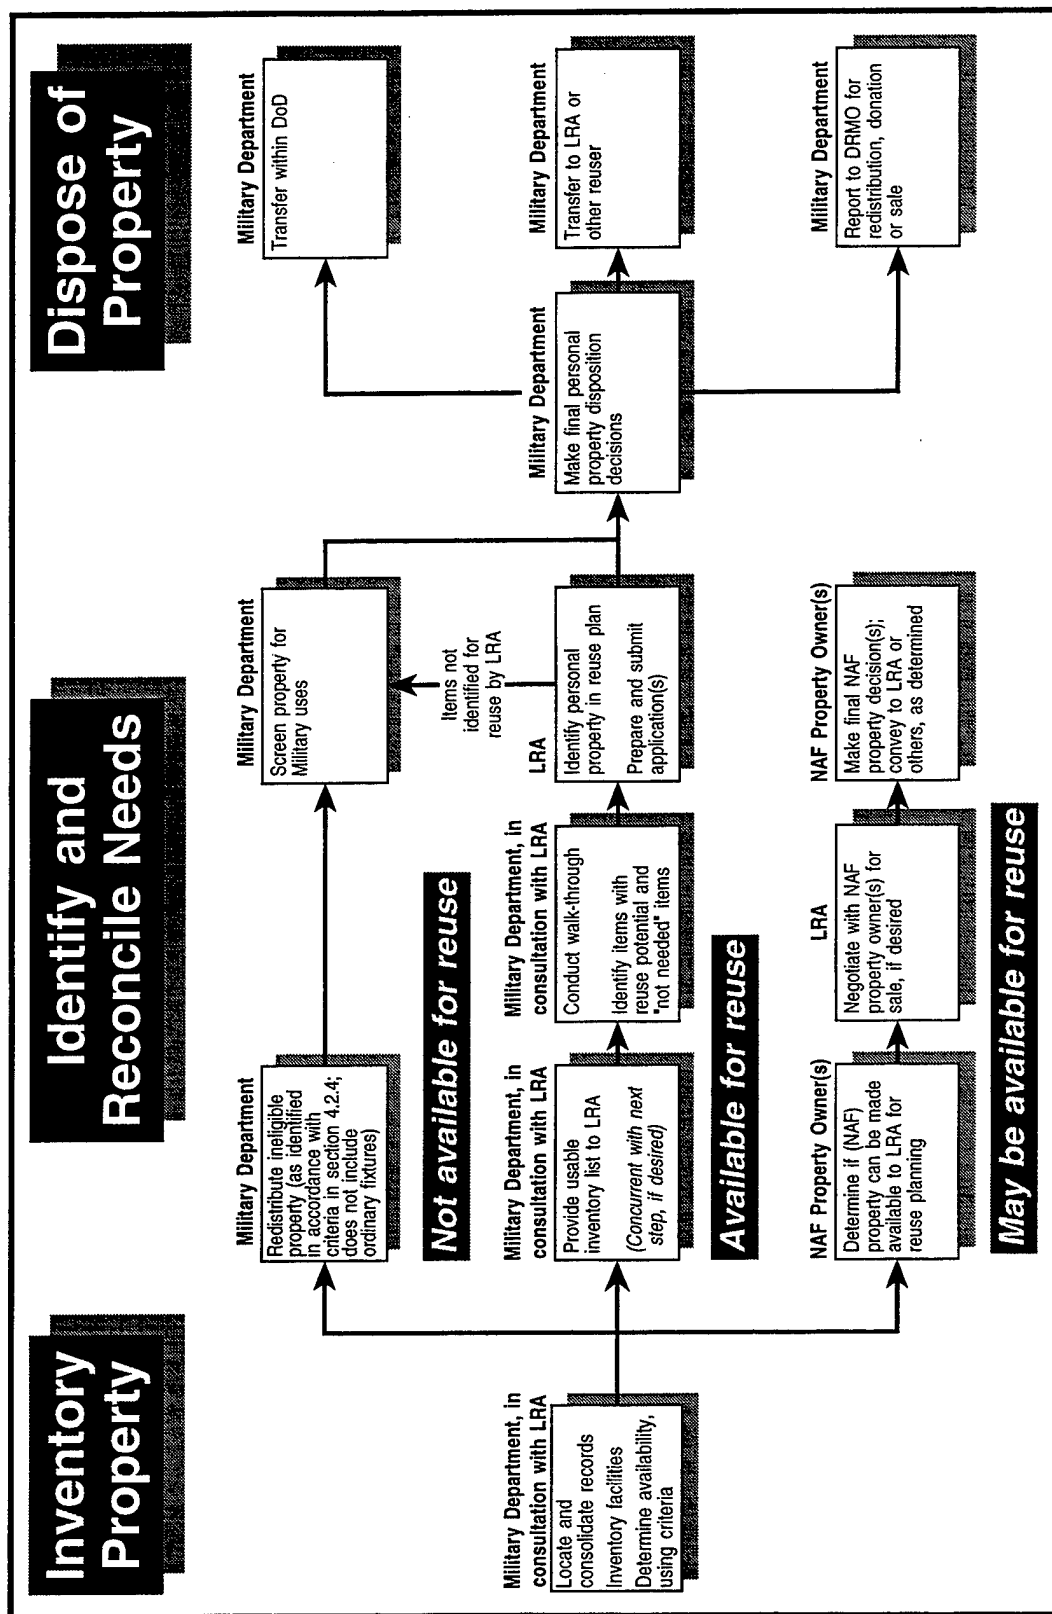 Inventory
Property
Identify and
Reconcile Needs
Dispose of
Property
Military Department, in
consultation with LRA
Locate and
consolidate records
Inventory facilities
Determine availability,
using criteria
Military Department
Redistribute ineligible
property (as identified
in accordance with
criteria in section 4.2.4;
does not include
ordinary fixtures)
Not available for reuse
Military Department
Screen property for
Military uses
Military Department, in
consultation with LRA
Provide usable
inventory list to LRA
(Concurrent with next
step, if desired)
Military Department, in
consultation with LRA
Conduct walk-through
Identify items with
reuse potential and
"not needed" items
Available for reuse
LRA
Identify personal
property in reuse plan
Prepare and submit
application(s)
Items not
identified for
reuse by LRA
NAF Property Owner(s)
Determine if (NAF)
property can be made
available to LRA for
reuse planning
LRA
Negotiate with NAF
property owner(s) for
sale, if desired
NAF Property Owner(s)
Make final NAF
property decision(s);
convey to LRA or
others, as determined
May be available for reuse
Military Department
Make final personal
property disposition
decisions
Military Department
Transfer within DoD
Military Department
Transfer to LRA or
other reuser
Military Department
Report to DRMO for
redistribution, donation
or sale